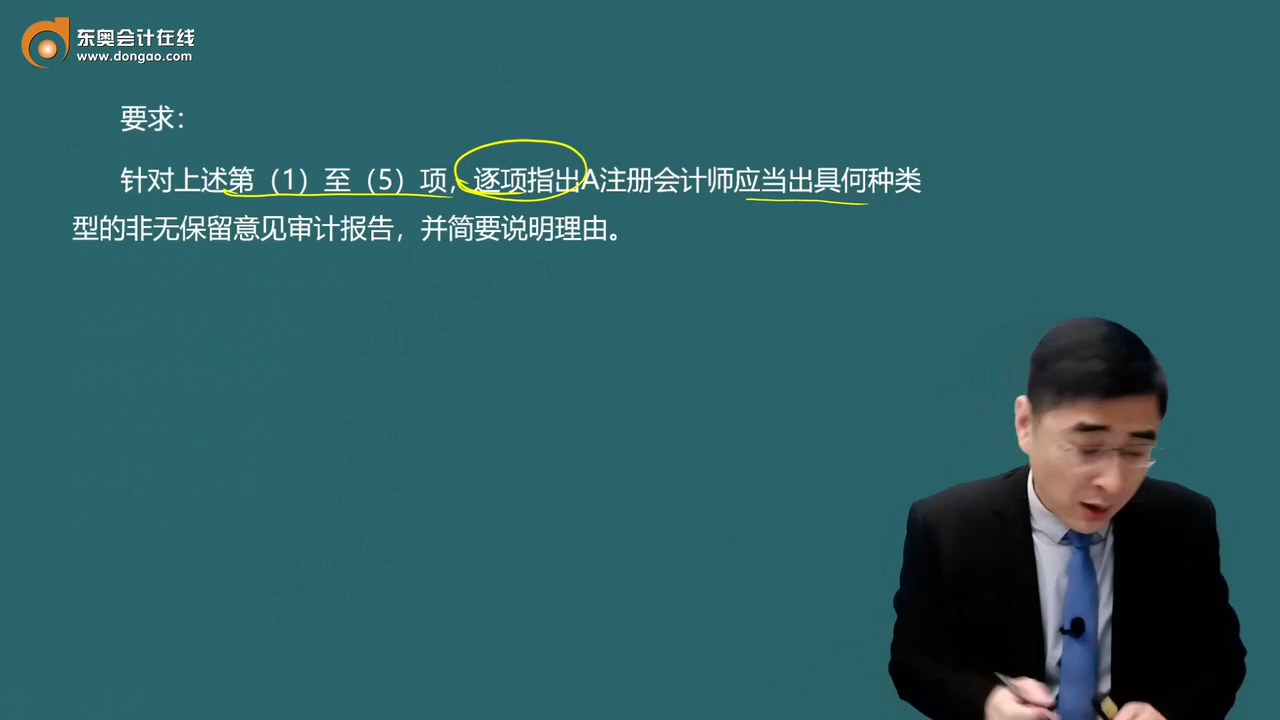 东奥会计在线
www.dongao.com
要求：
针对上述第（1）至（5）项，逐项指出A注册会计师应当出具何种类
型的非无保留意见审计报告，并简要说明理由。